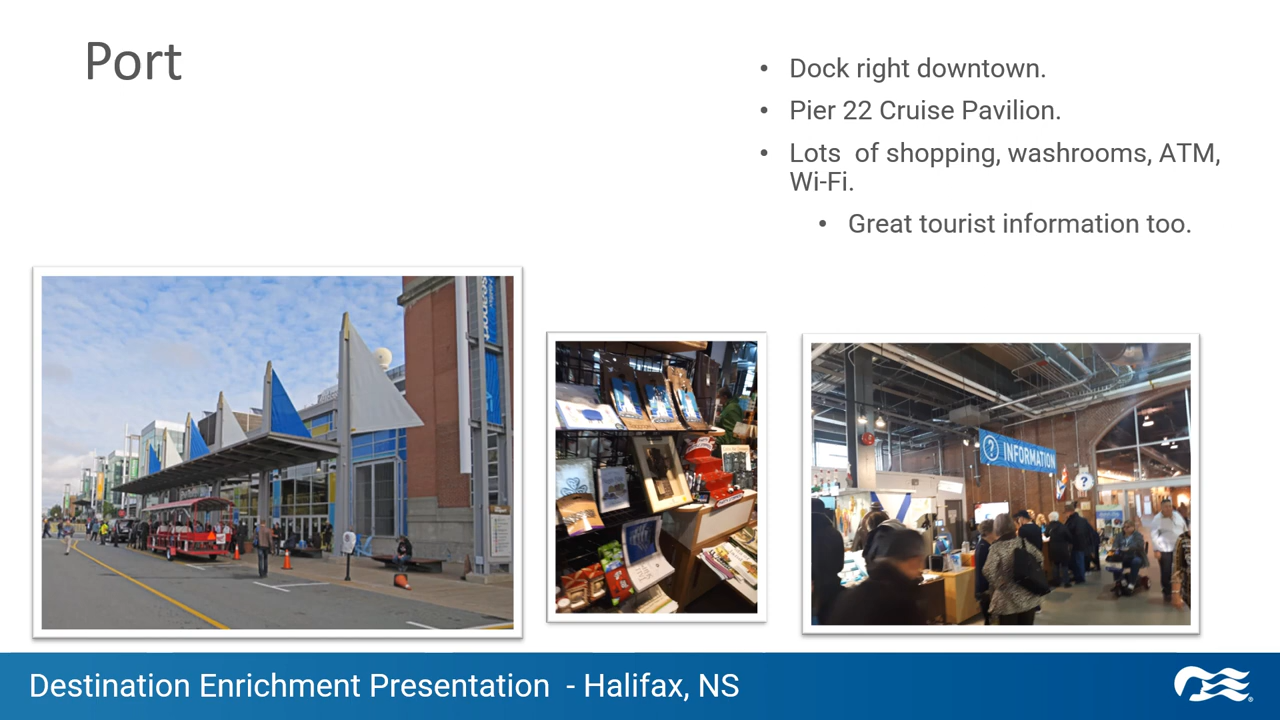 Port
• Dock right downtown.
• Pier 22 Cruise Pavilion.
• Lots  of shopping, washrooms, ATM,
Wi-Fi.
• Great tourist information too.
? INFORMATION
?
Destination Enrichment Presentation  - Halifax, NS
®